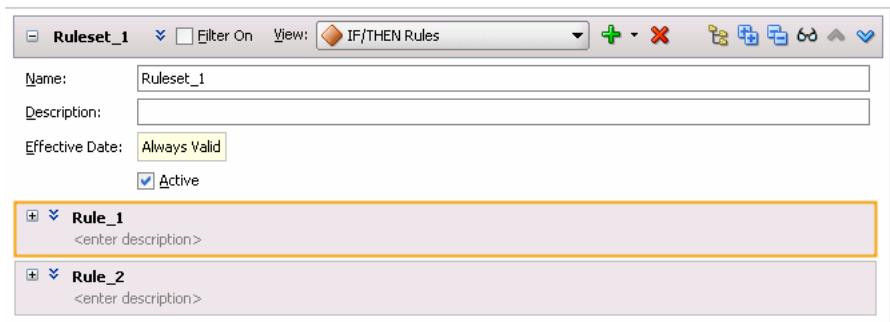 Ruleset_1 Filter On View: IF/THEN Rules
Name: Ruleset_1
Description:
Effective Date: Always Valid
Active
Rule_1
<enter description>
Rule_2
<enter description>